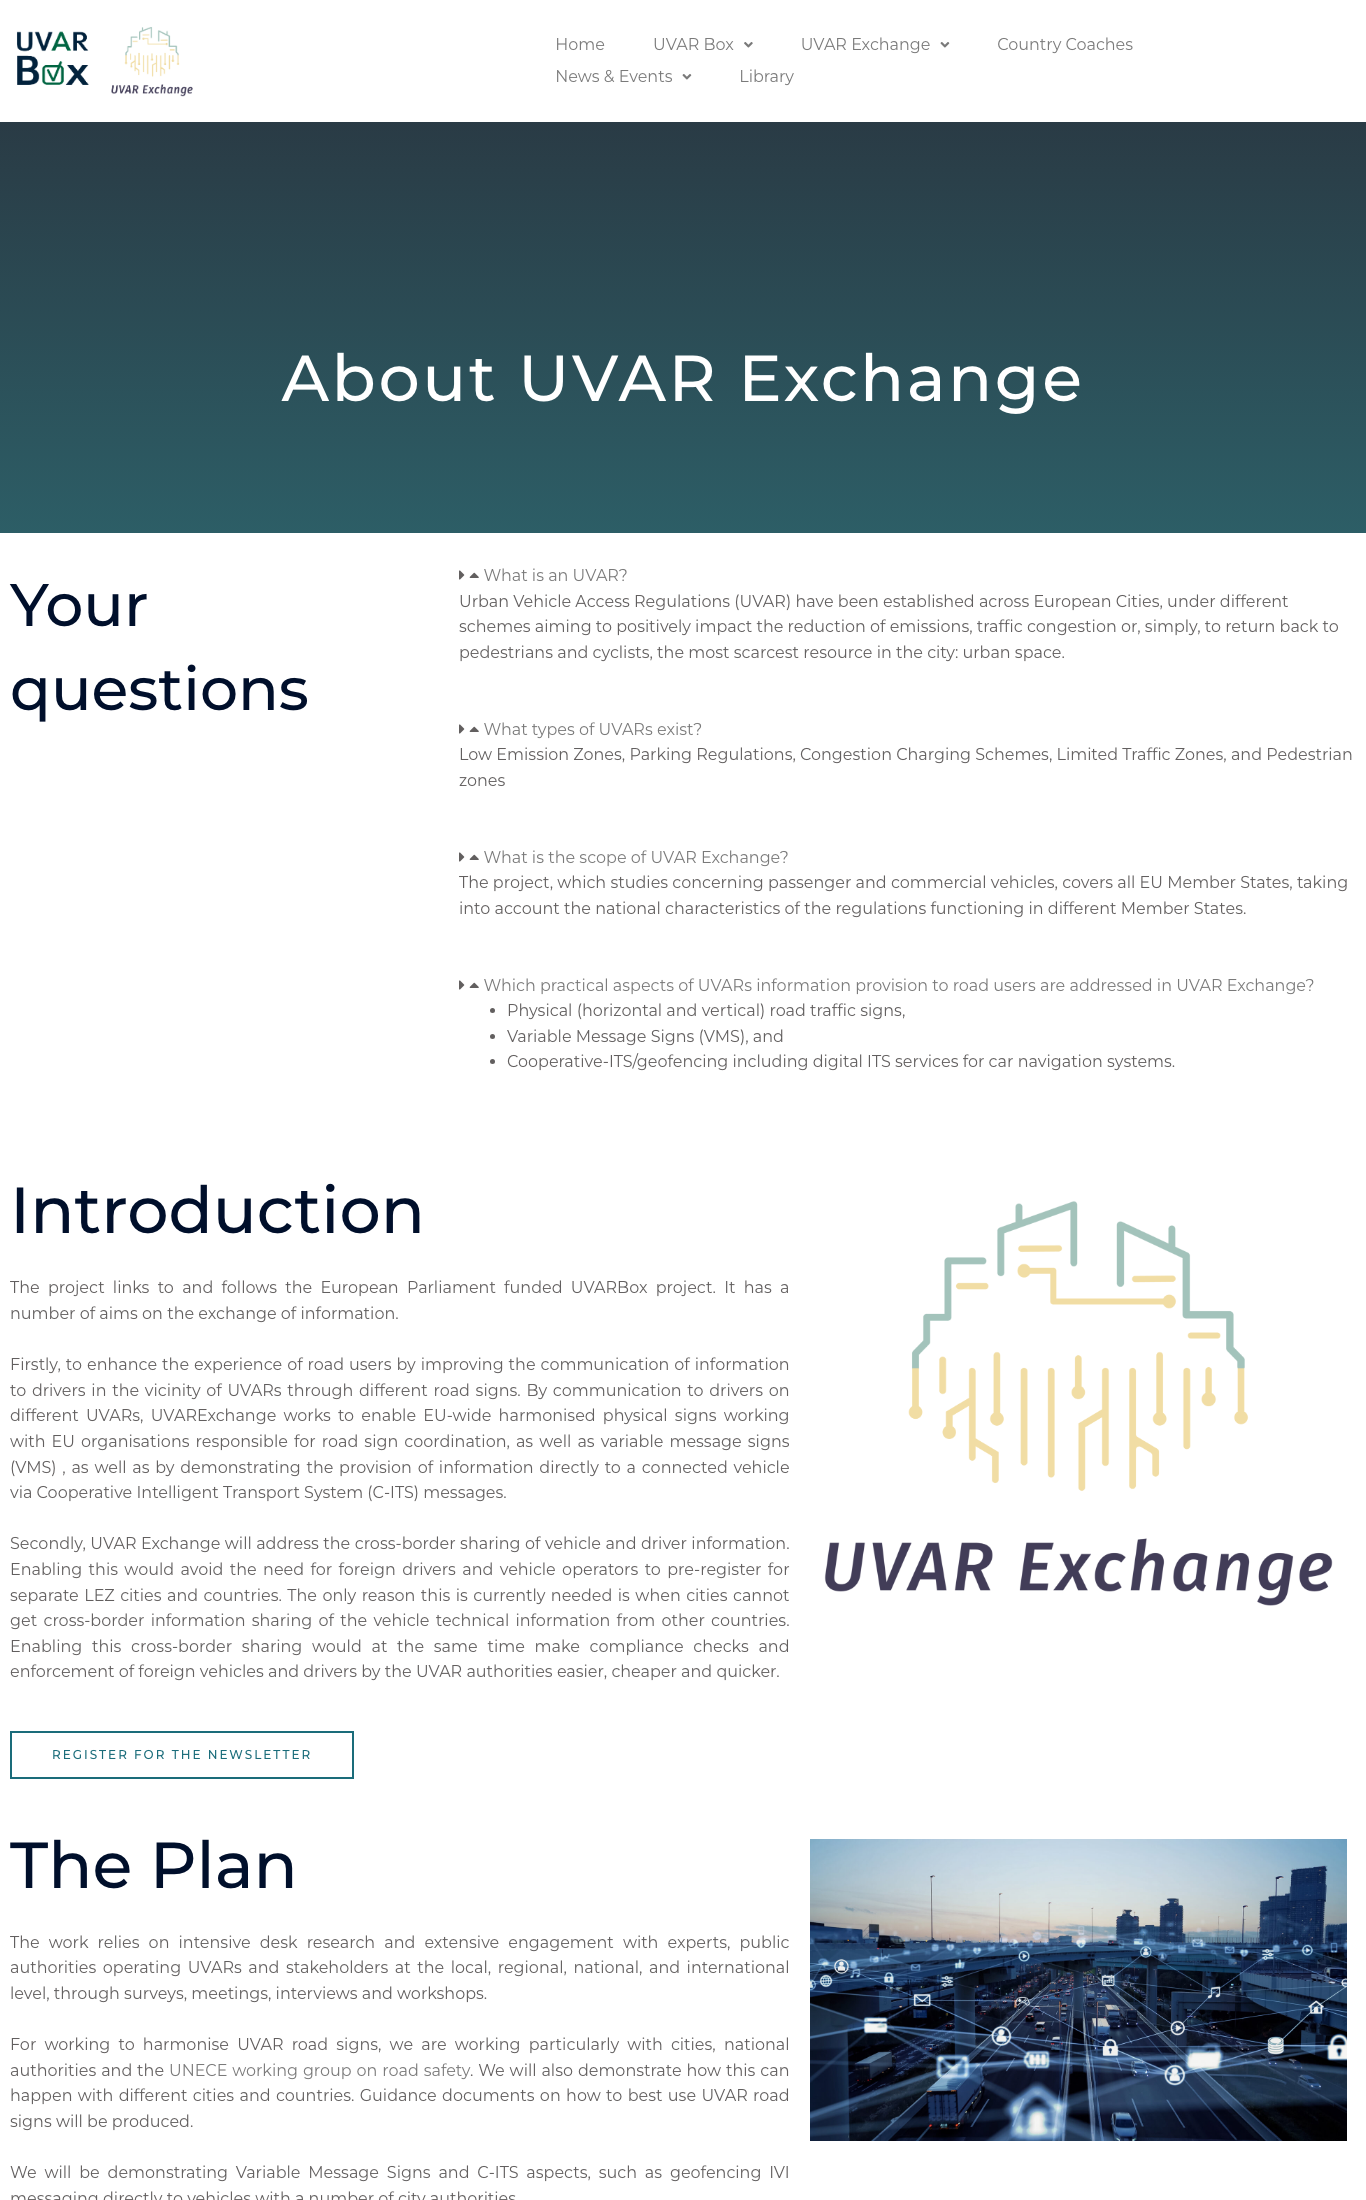 UVAR
Box
UVAR Exchange
Home
UVAR Box
UVAR Exchange
Country Coaches
News & Events
Library
About UVAR Exchange
Your
questions
What is an UVAR?
Urban Vehicle Access Regulations (UVAR) have been established across European Cities, under different
schemes aiming to positively impact the reduction of emissions, traffic congestion or, simply, to return back to
pedestrians and cyclists, the most scarcest resource in the city: urban space.
What types of UVARs exist?
Low Emission Zones, Parking Regulations, Congestion Charging Schemes, Limited Traffic Zones, and Pedestrian
zones
What is the scope of UVAR Exchange?
The project, which studies concerning passenger and commercial vehicles, covers all EU Member States, taking
into account the national characteristics of the regulations functioning in different Member States.
Which practical aspects of UVARs information provision to road users are addressed in UVAR Exchange?
• Physical (horizontal and vertical) road traffic signs,
• Variable Message Signs (VMS), and
• Cooperative-ITS/geofencing including digital ITS services for car navigation systems.
Introduction
The project links to and follows the European Parliament funded UVARBox project. It has a
number of aims on the exchange of information.
Firstly, to enhance the experience of road users by improving the communication of information
to drivers in the vicinity of UVARs through different road signs. By communication to drivers on
different UVARs, UVARExchange works to enable EU-wide harmonised physical signs working
with EU organisations responsible for road sign coordination, as well as variable message signs
(VMS) , as well as by demonstrating the provision of information directly to a connected vehicle
via Cooperative Intelligent Transport System (C-ITS) messages.
Secondly, UVAR Exchange will address the cross-border sharing of vehicle and driver information.
Enabling this would avoid the need for foreign drivers and vehicle operators to pre-register for
separate LEZ cities and countries. The only reason this is currently needed is when cities cannot
get cross-border information sharing of the vehicle technical information from other countries.
Enabling this cross-border sharing would at the same time make compliance checks and
enforcement of foreign vehicles and drivers by the UVAR authorities easier, cheaper and quicker.
UVAR Exchange
REGISTER FOR THE NEWSLETTER
The Plan
The work relies on intensive desk research and extensive engagement with experts, public
authorities operating UVARs and stakeholders at the local, regional, national, and international
level, through surveys, meetings, interviews and workshops.
For working to harmonise UVAR road signs, we are working particularly with cities, national
authorities and the UNECE working group on road safety. We will also demonstrate how this can
happen with different cities and countries. Guidance documents on how to best use UVAR road
signs will be produced.
We will be demonstrating Variable Message Signs and C-ITS aspects, such as geofencing IVI
messaging directly to vehicles with a number of city authorities